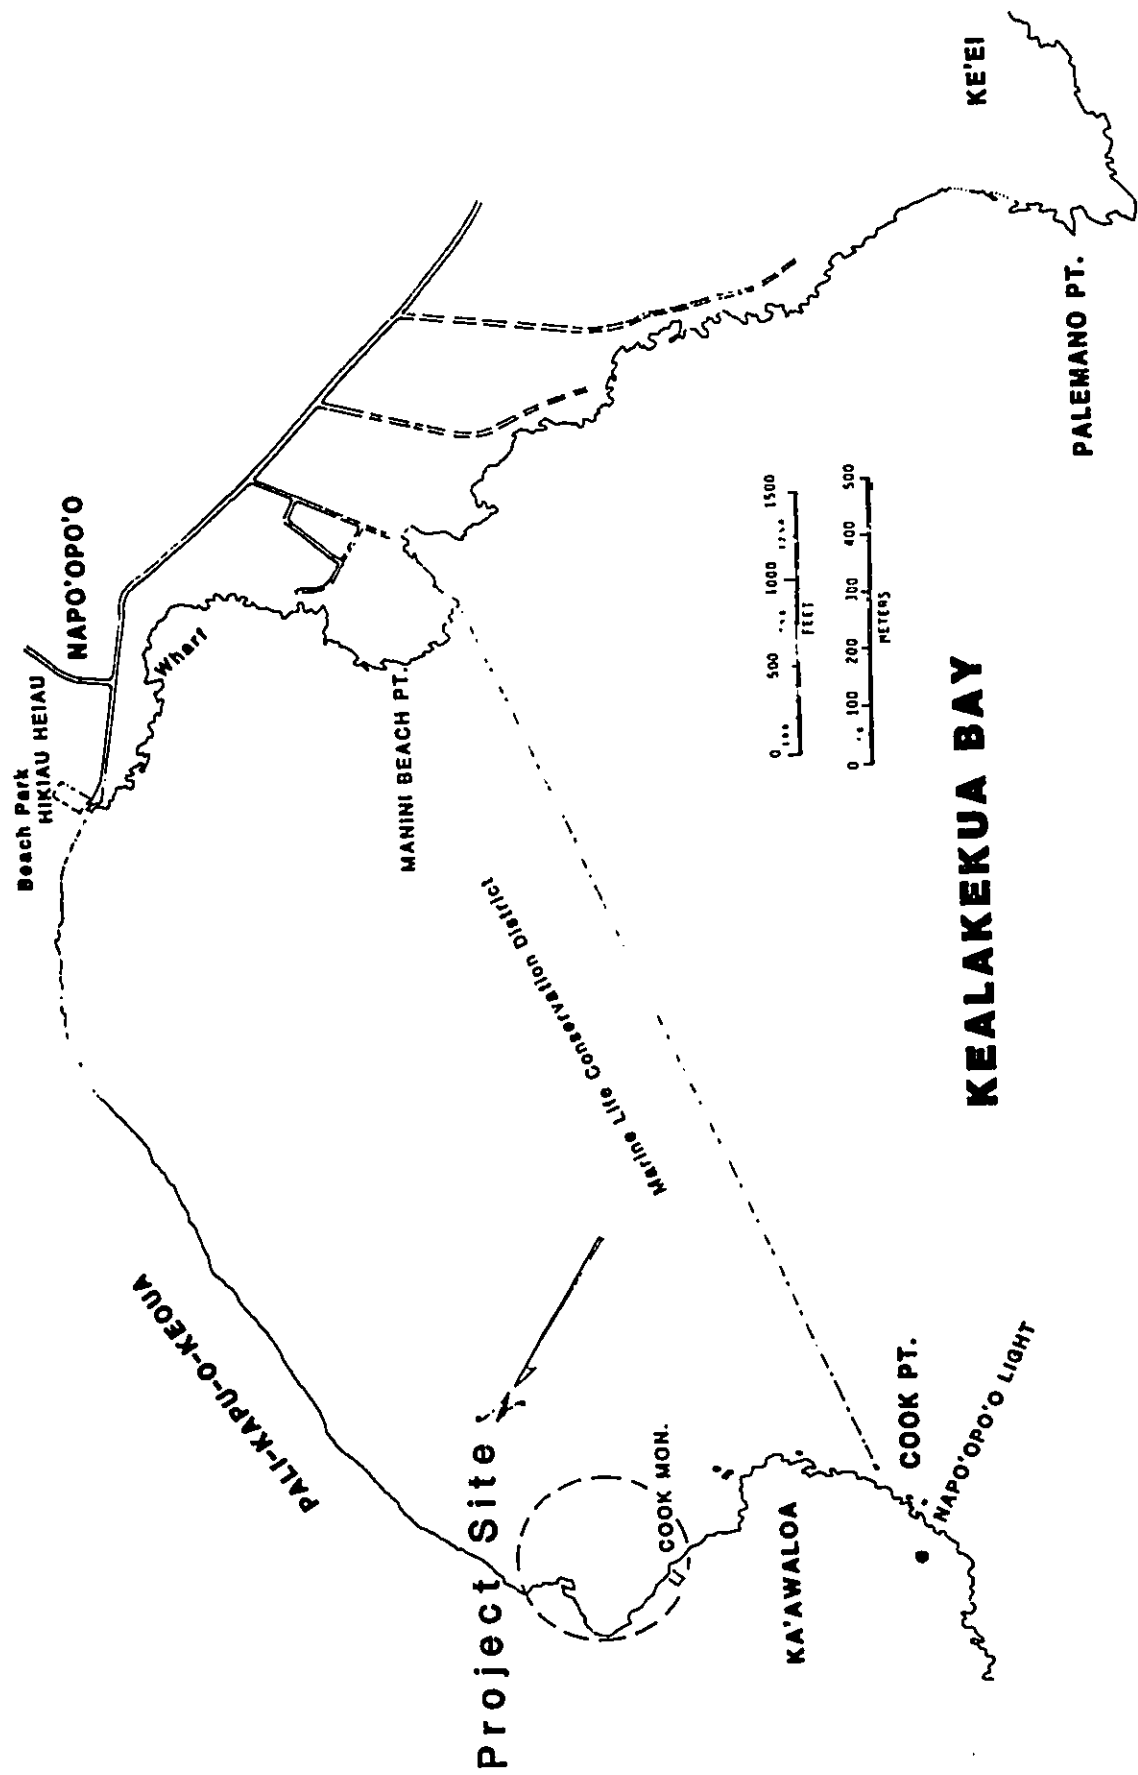 Beach Park
HIKIAU HEIAU
NAPO'OPO'O
Wharf
PALI-KAPU-O-KEOUA
MANINI BEACH PT.
Project Site
Marine Life Conservation District
COOK MON.
KA'AWALOA
0 500 1000 1500
FEET
0 100 200 300 400 500
METERS
COOK PT.
NAPO'OPO'O LIGHT
KEALAKEKUA BAY
KE'EI
PALEMANO PT.